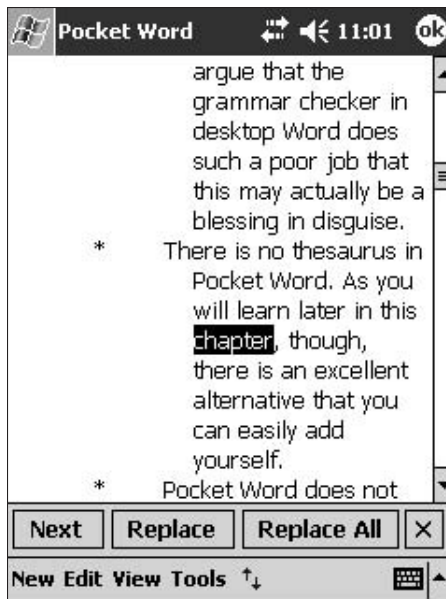 Pocket Word 11:01 ok
argue that the
grammar checker in
desktop Word does
such a poor job that
this may actually be a
blessing in disguise.
* There is no thesaurus in
Pocket Word. As you
will learn later in this
chapter, though,
there is an excellent
alternative that you
can easily add
yourself.
* Pocket Word does not
Next Replace Replace All X
New Edit View Tools